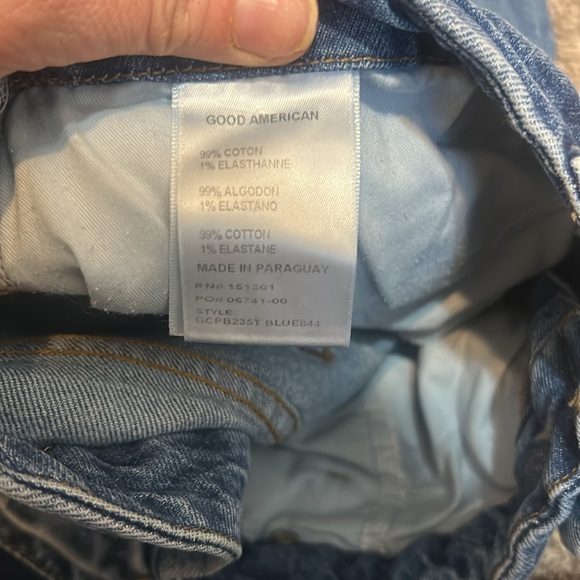 GOOD AMERICAN
99% COTON
1% ELASTHANNE
99% ALGODON
1% ELASTANO
99% COTTON
1% ELASTANE
MADE IN PARAGUAY
RN# 151501
PO# 06741-00
STYLE:
GCPB235T BLUE844